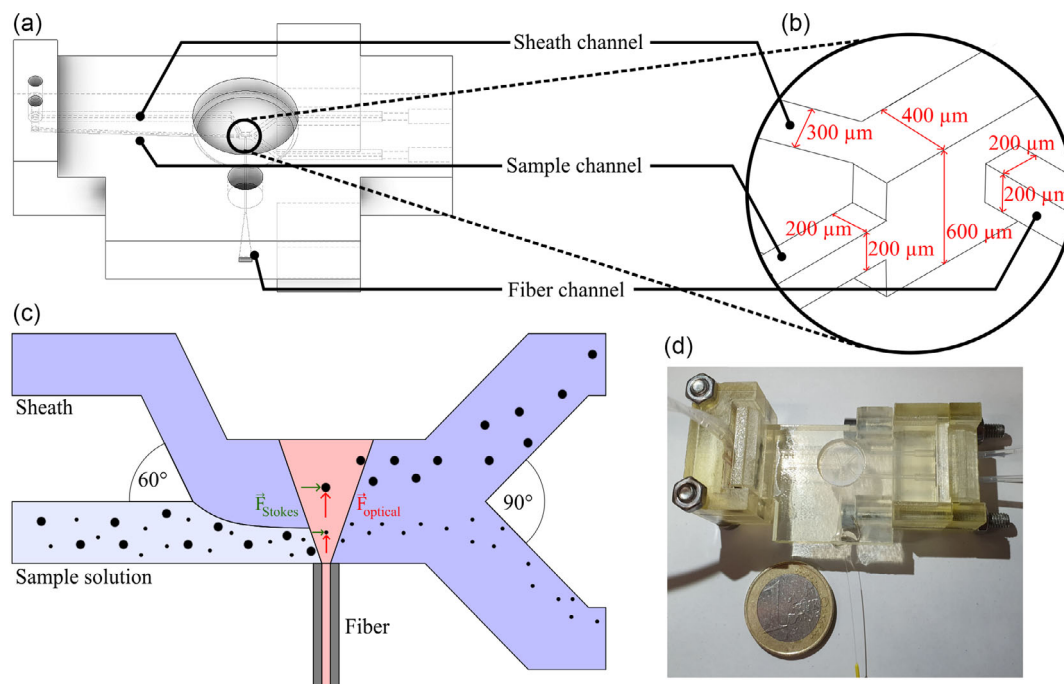 (a)
(b)
Sheath channel
Sample channel
Fiber channel
300 µm
400 µm
200 µm
200 µm
200 µm
200 µm
600 µm
(c)
Sheath
60°
F⃗Stokes
F⃗optical
90°
Sample solution
Fiber
(d)